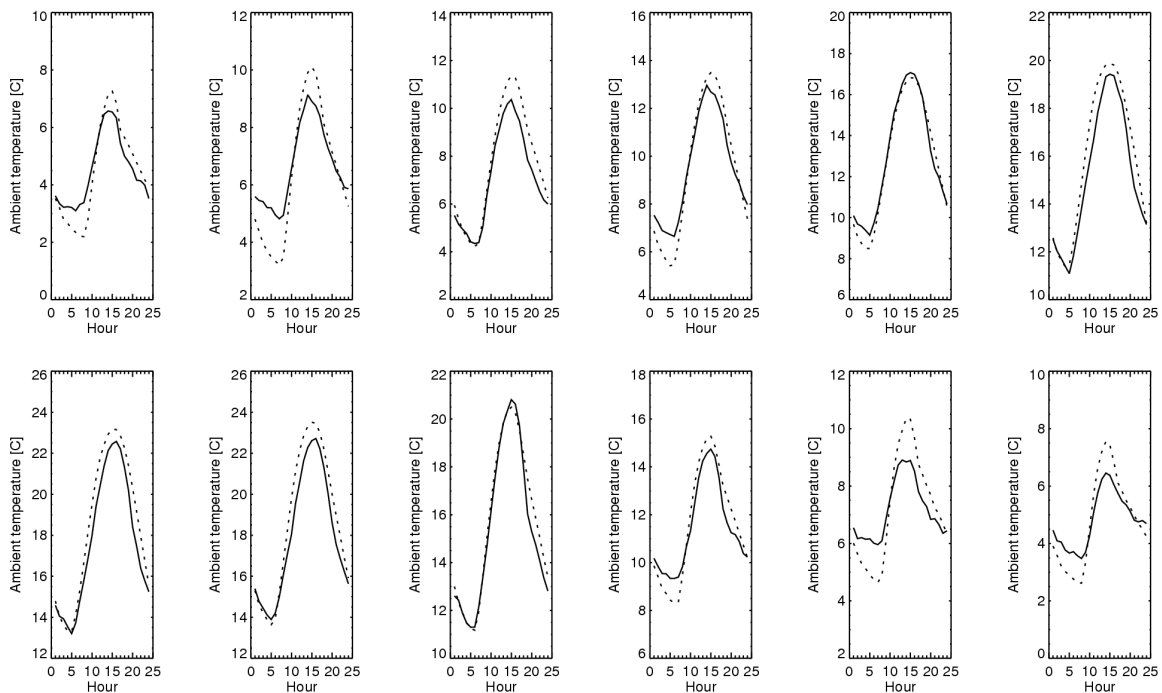 10 12 14 16 20 22
8 10 12 14 18 20
6 8 10 12 16 18
4 6 8 10 14 16
2 4 6 8 12 14
0 2 4 6 10 12
2 4 8 10
6
Ambient temperature [C] Ambient temperature [C] Ambient temperature [C] Ambient temperature [C] Ambient temperature [C] Ambient temperature [C]
0 5 10 15 20 25 0 5 10 15 20 25 0 5 10 15 20 25 0 5 10 15 20 25 0 5 10 15 20 25 0 5 10 15 20 25
Hour Hour Hour Hour Hour Hour
26 26 22 18 12 10
24 24 20 16 10 8
22 22 18 14 8 6
20 20 16 12 6 4
18 18 14 10 4 2
16 16 12 8 2 0
14 14 10 6
12 12
Ambient temperature [C] Ambient temperature [C] Ambient temperature [C] Ambient temperature [C] Ambient temperature [C] Ambient temperature [C]
0 5 10 15 20 25 0 5 10 15 20 25 0 5 10 15 20 25 0 5 10 15 20 25 0 5 10 15 20 25 0 5 10 15 20 25
Hour Hour Hour Hour Hour Hour